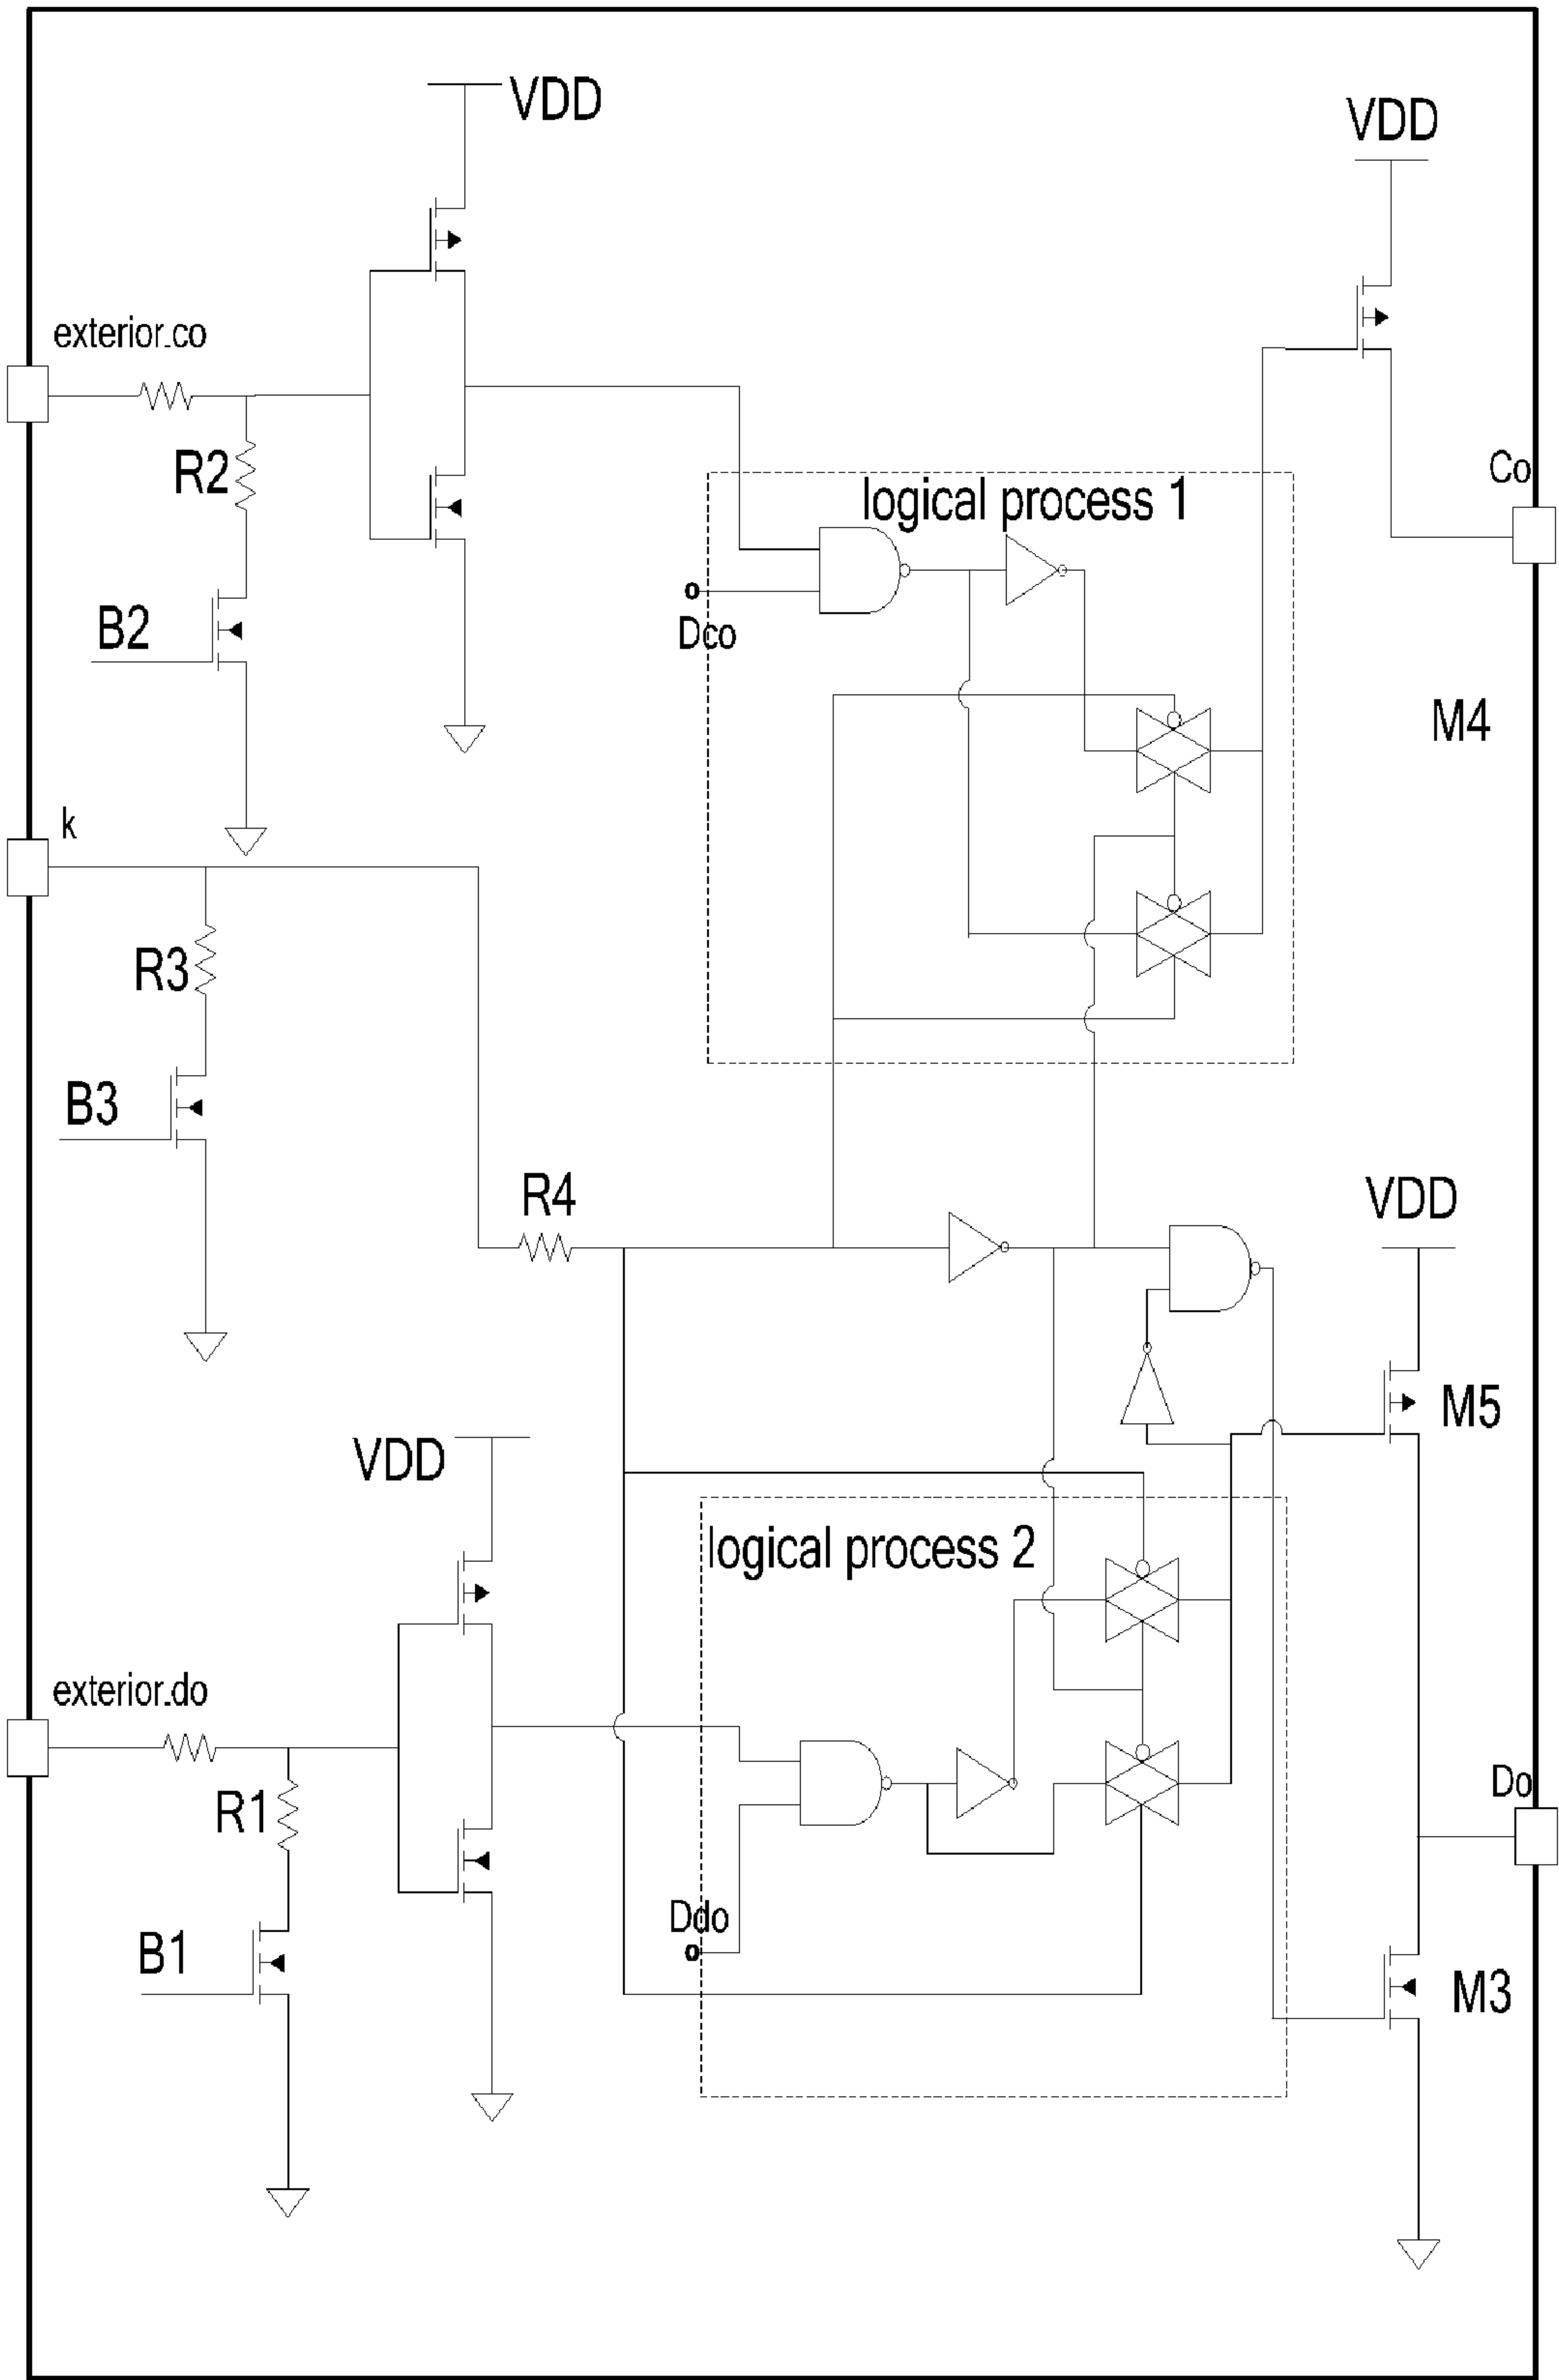 VDD
VDD
exterior.co
R2
Co
logical process 1
B2
Dco
M4
k
R3
B3
R4
VDD
M5
VDD
logical process 2
exterior.do
R1
Do
Ddo
B1
M3